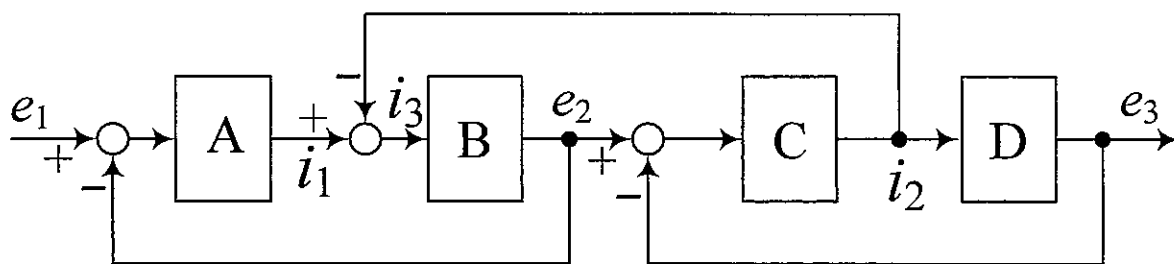 −
e₁ + − A + i₁ i₃ B e₂ + − C i₂ D e₃